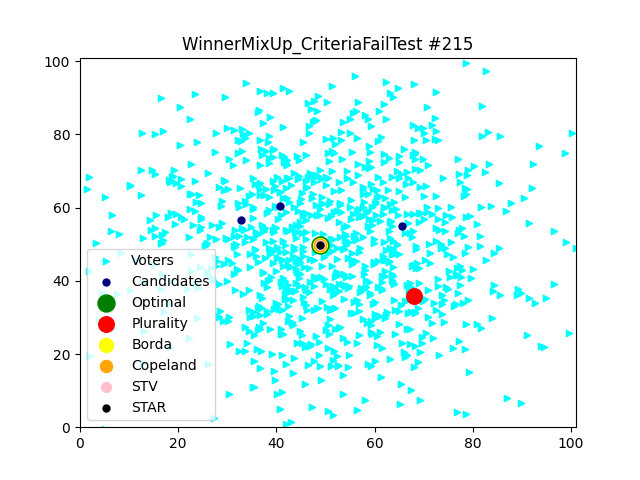 WinnerMixUp_CriteriaFailTest #215
100
80
60
40
20
0
Voters
Candidates
Optimal
Plurality
Borda
Copeland
STV
STAR
0 20 40 60 80 100